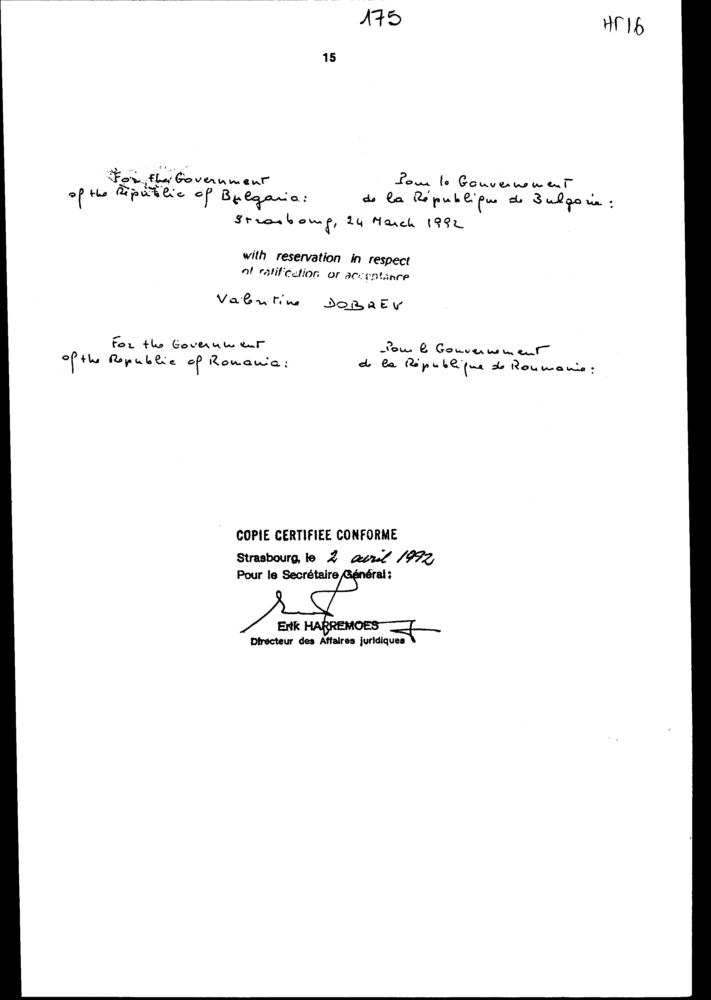 175
HT16
15
For the Government
of the Republic of Bulgaria:
Pour le Gouvernement
de la République de Bulgarie:
Strasbourg, 24 March 1992
with reservation in respect
of ratification or acceptance
Valentine DOBREV
For the Government
of the Republic of Romania:
Pour le Gouvernement
de la République de Roumanie:
COPIE CERTIFIEE CONFORME
Strasbourg, le 2 avril 1992
Pour le Secrétaire Général:
Erik HARREMOES
Directeur des Affaires juridiques